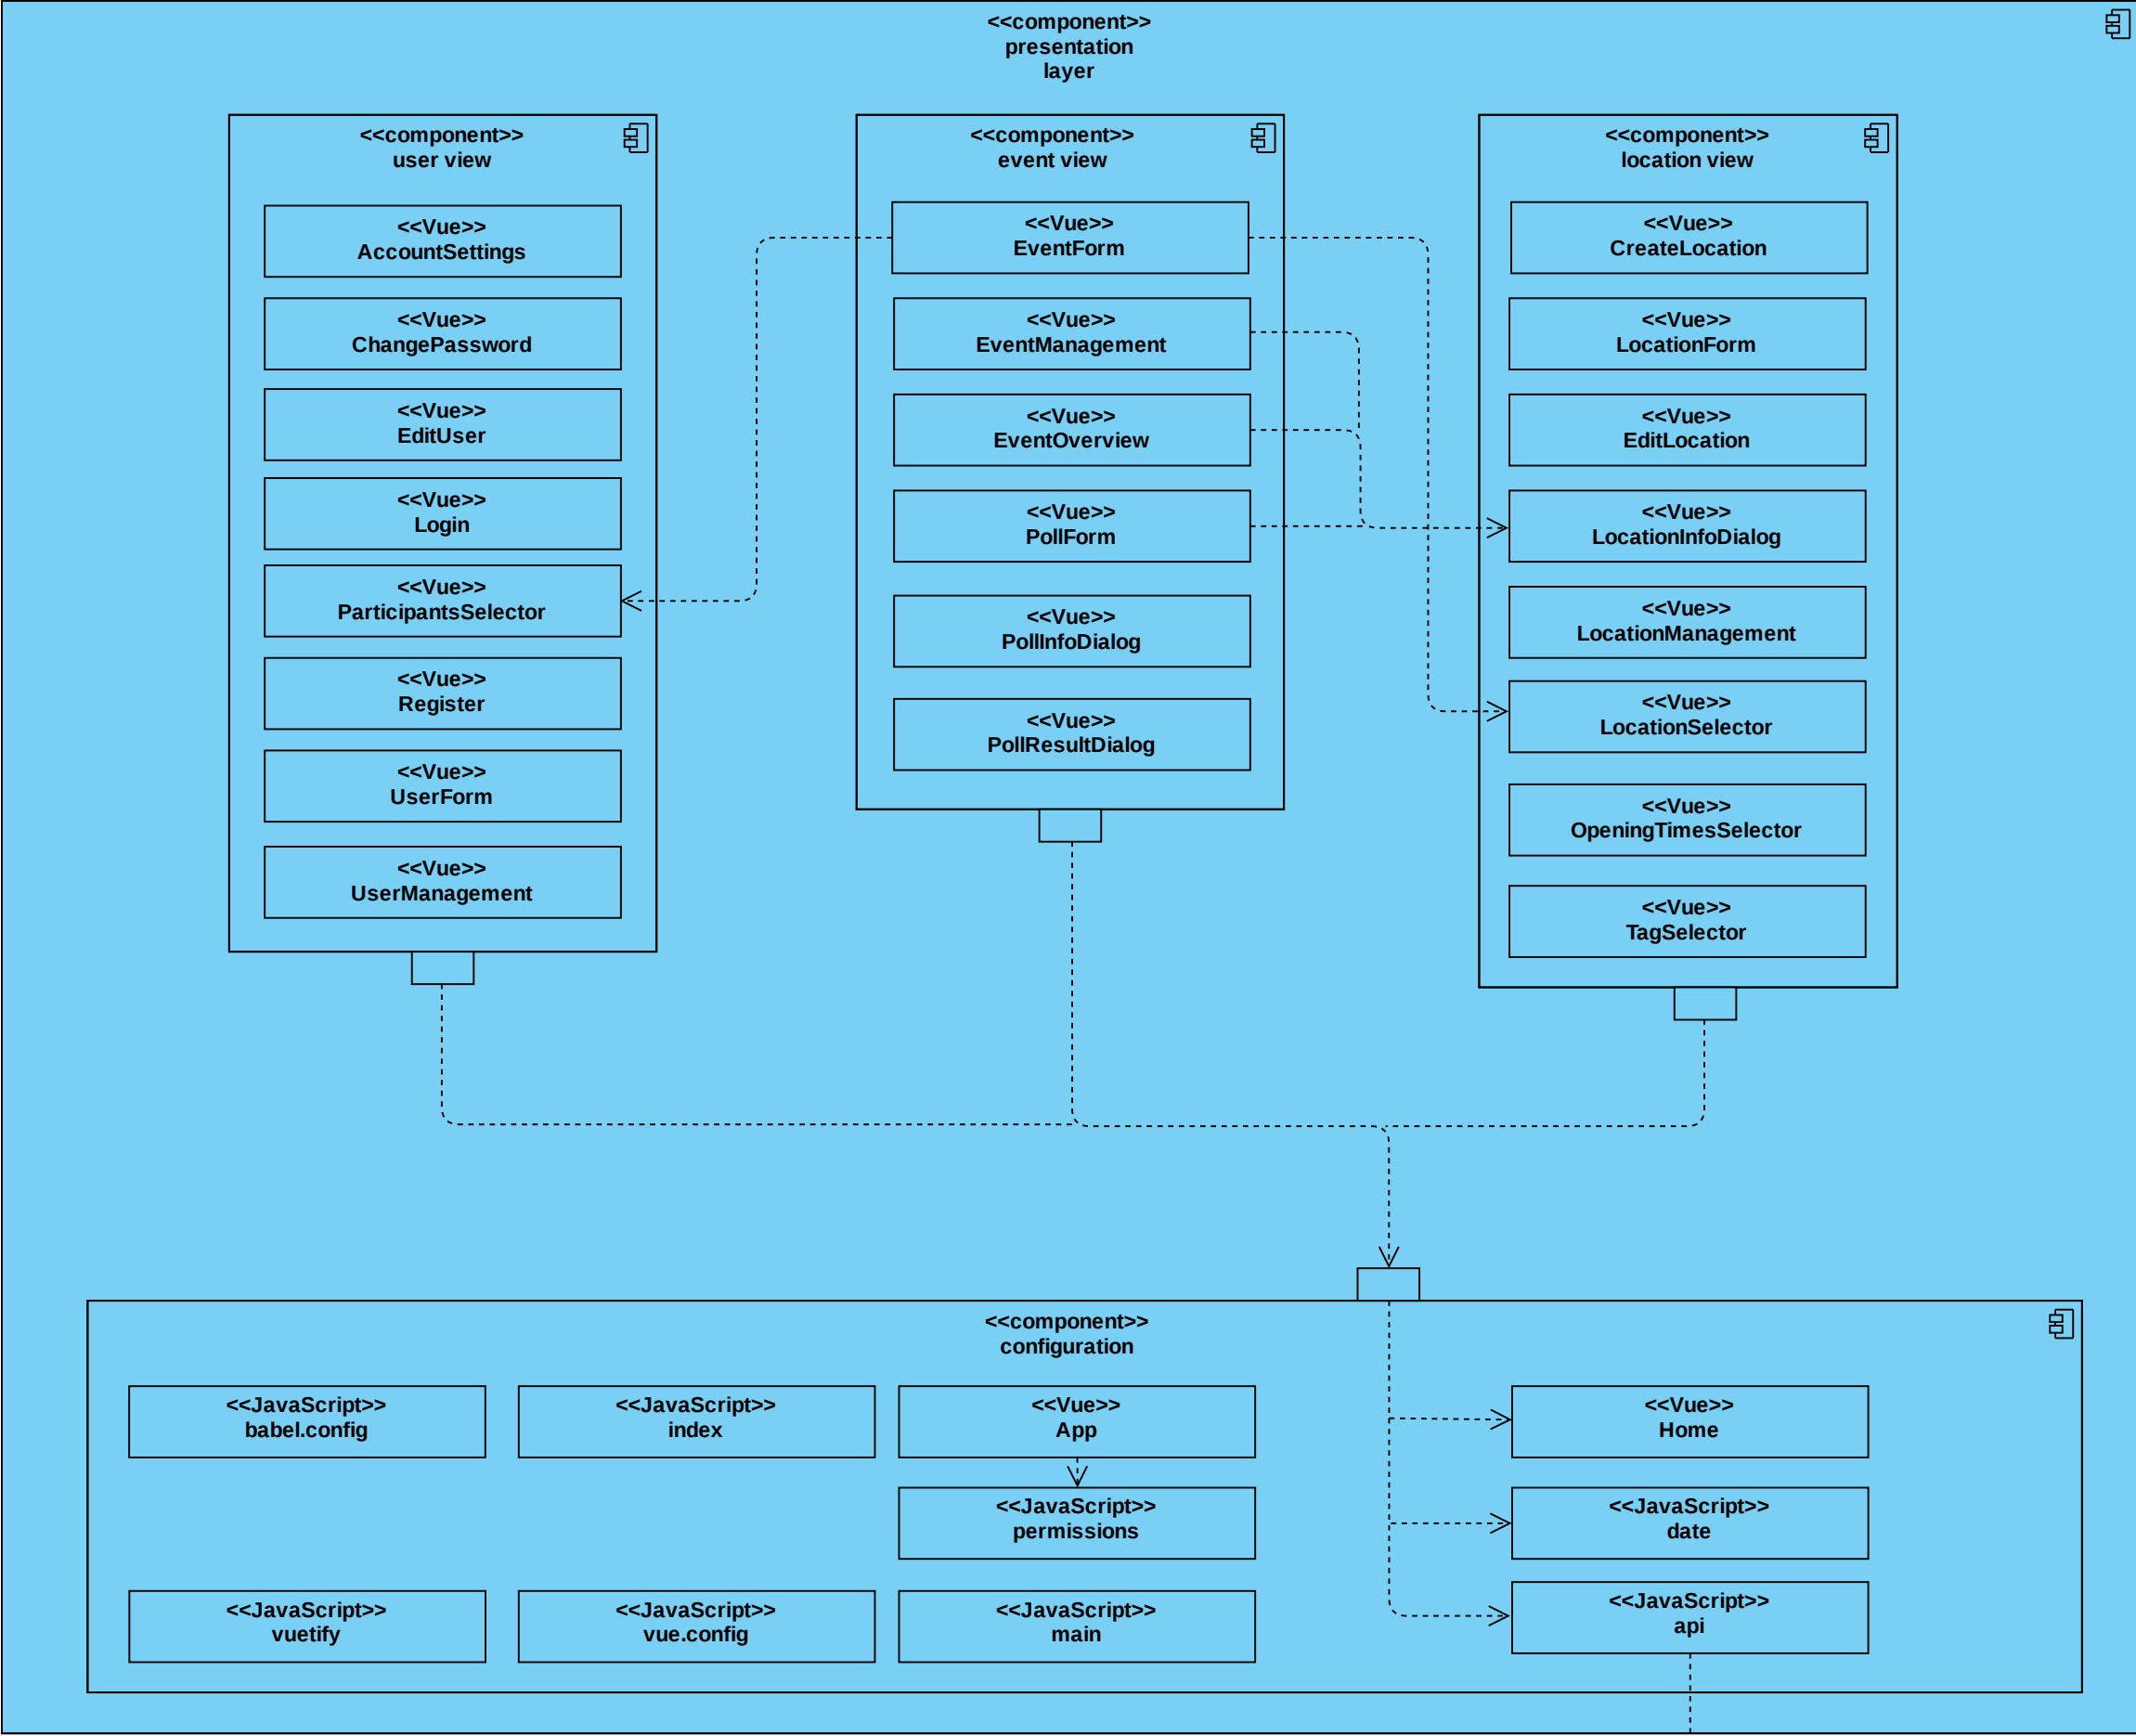 <<component>>
presentation
layer
<<component>>
user view
<<Vue>>
AccountSettings
<<Vue>>
ChangePassword
<<Vue>>
EditUser
<<Vue>>
Login
<<Vue>>
ParticipantsSelector
<<Vue>>
Register
<<Vue>>
UserForm
<<Vue>>
UserManagement
<<component>>
event view
<<Vue>>
EventForm
<<Vue>>
EventManagement
<<Vue>>
EventOverview
<<Vue>>
PollForm
<<Vue>>
PollInfoDialog
<<Vue>>
PollResultDialog
<<component>>
location view
<<Vue>>
CreateLocation
<<Vue>>
LocationForm
<<Vue>>
EditLocation
<<Vue>>
LocationInfoDialog
<<Vue>>
LocationManagement
<<Vue>>
LocationSelector
<<Vue>>
OpeningTimesSelector
<<Vue>>
TagSelector
<<component>>
configuration
<<JavaScript>>
babel.config
<<JavaScript>>
index
<<Vue>>
App
<<Vue>>
Home
<<JavaScript>>
permissions
<<JavaScript>>
date
<<JavaScript>>
vuetify
<<JavaScript>>
vue.config
<<JavaScript>>
main
<<JavaScript>>
api